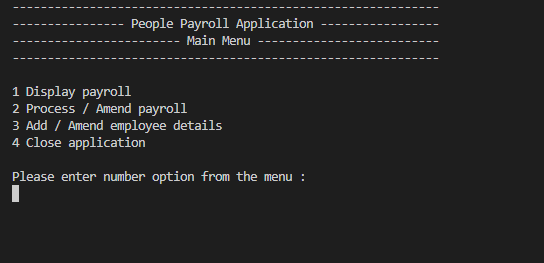 -------------------------------------------------------------
---------------- People Payroll Application -----------------
------------------------ Main Menu --------------------------
-------------------------------------------------------------
1 Display payroll
2 Process / Amend payroll
3 Add / Amend employee details
4 Close application
Please enter number option from the menu :